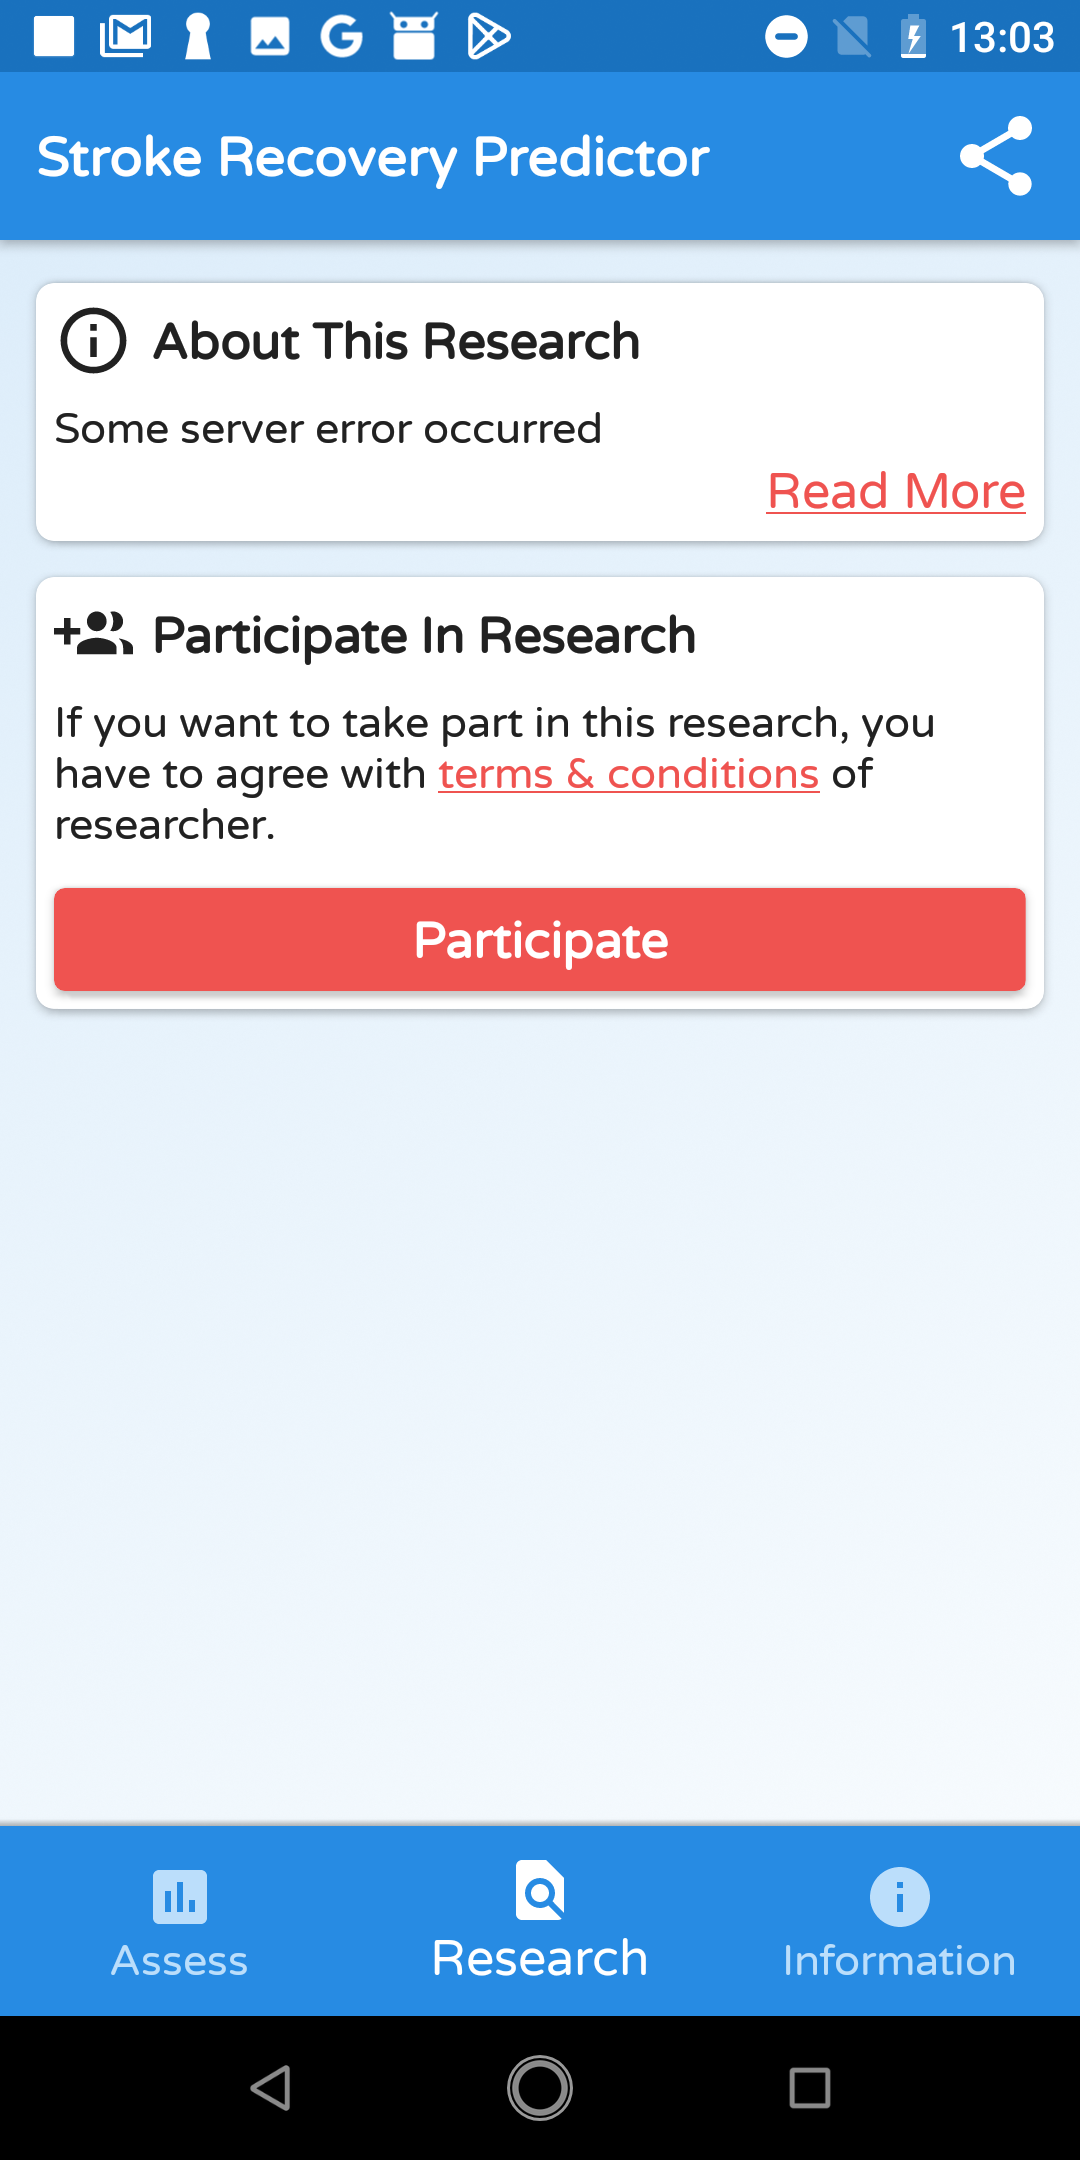 13:03
Stroke Recovery Predictor
About This Research
Some server error occurred
Read More
Participate In Research
If you want to take part in this research, you
have to agree with terms & conditions of
researcher.
Participate
Assess
Research
Information